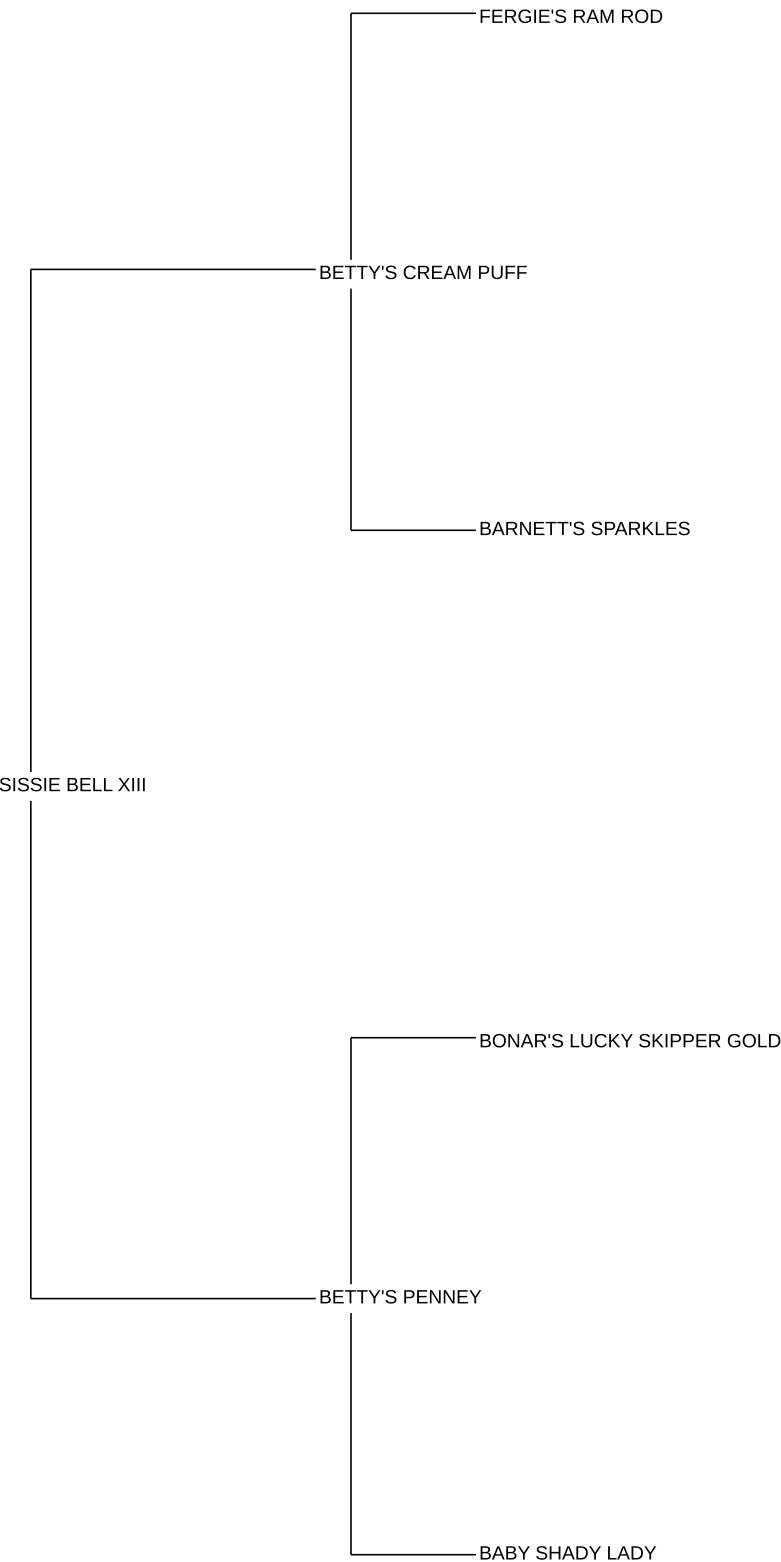 FERGIE'S RAM ROD
BETTY'S CREAM PUFF
BARNETT'S SPARKLES
SISSIE BELL XIII
BONAR'S LUCKY SKIPPER GOLD
BETTY'S PENNEY
BABY SHADY LADY